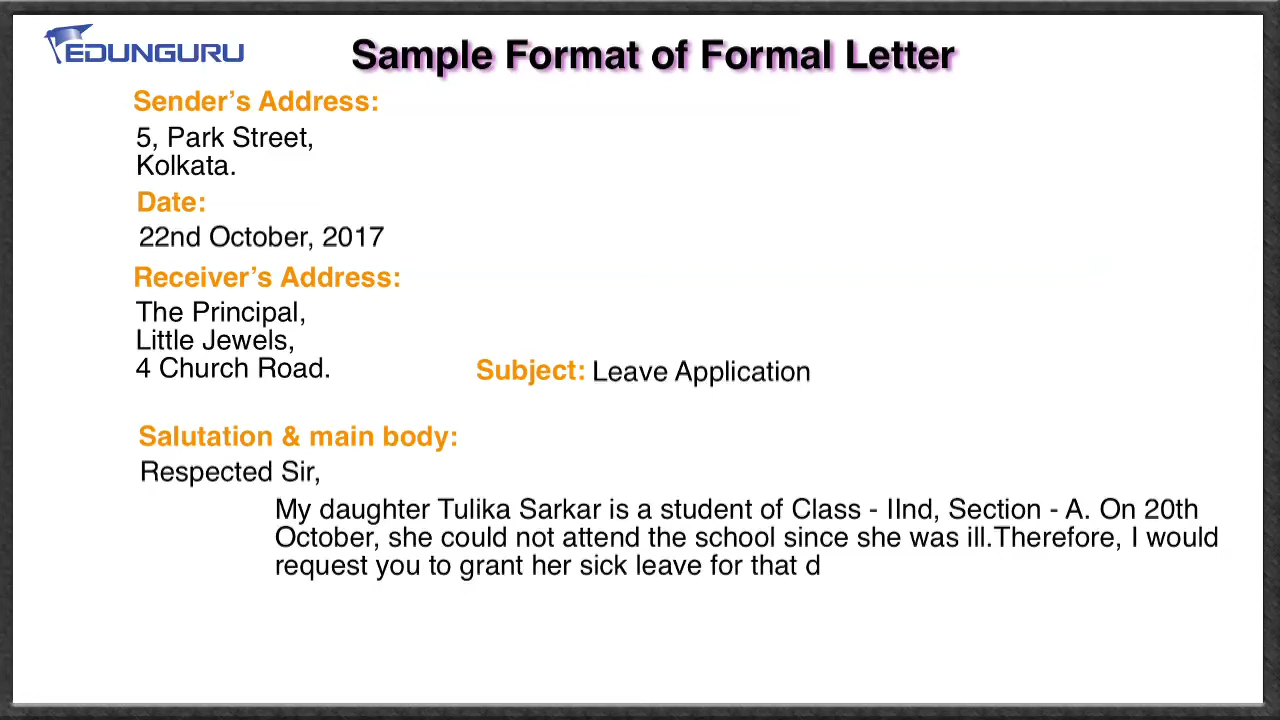 EDUNGURU
Sample Format of Formal Letter
Sender’s Address:
5, Park Street,
Kolkata.
Date:
22nd October, 2017
Receiver’s Address:
The Principal,
Little Jewels,
4 Church Road.
Subject: Leave Application
Salutation & main body:
Respected Sir,
My daughter Tulika Sarkar is a student of Class - IInd, Section - A. On 20th
October, she could not attend the school since she was ill.Therefore, I would
request you to grant her sick leave for that d